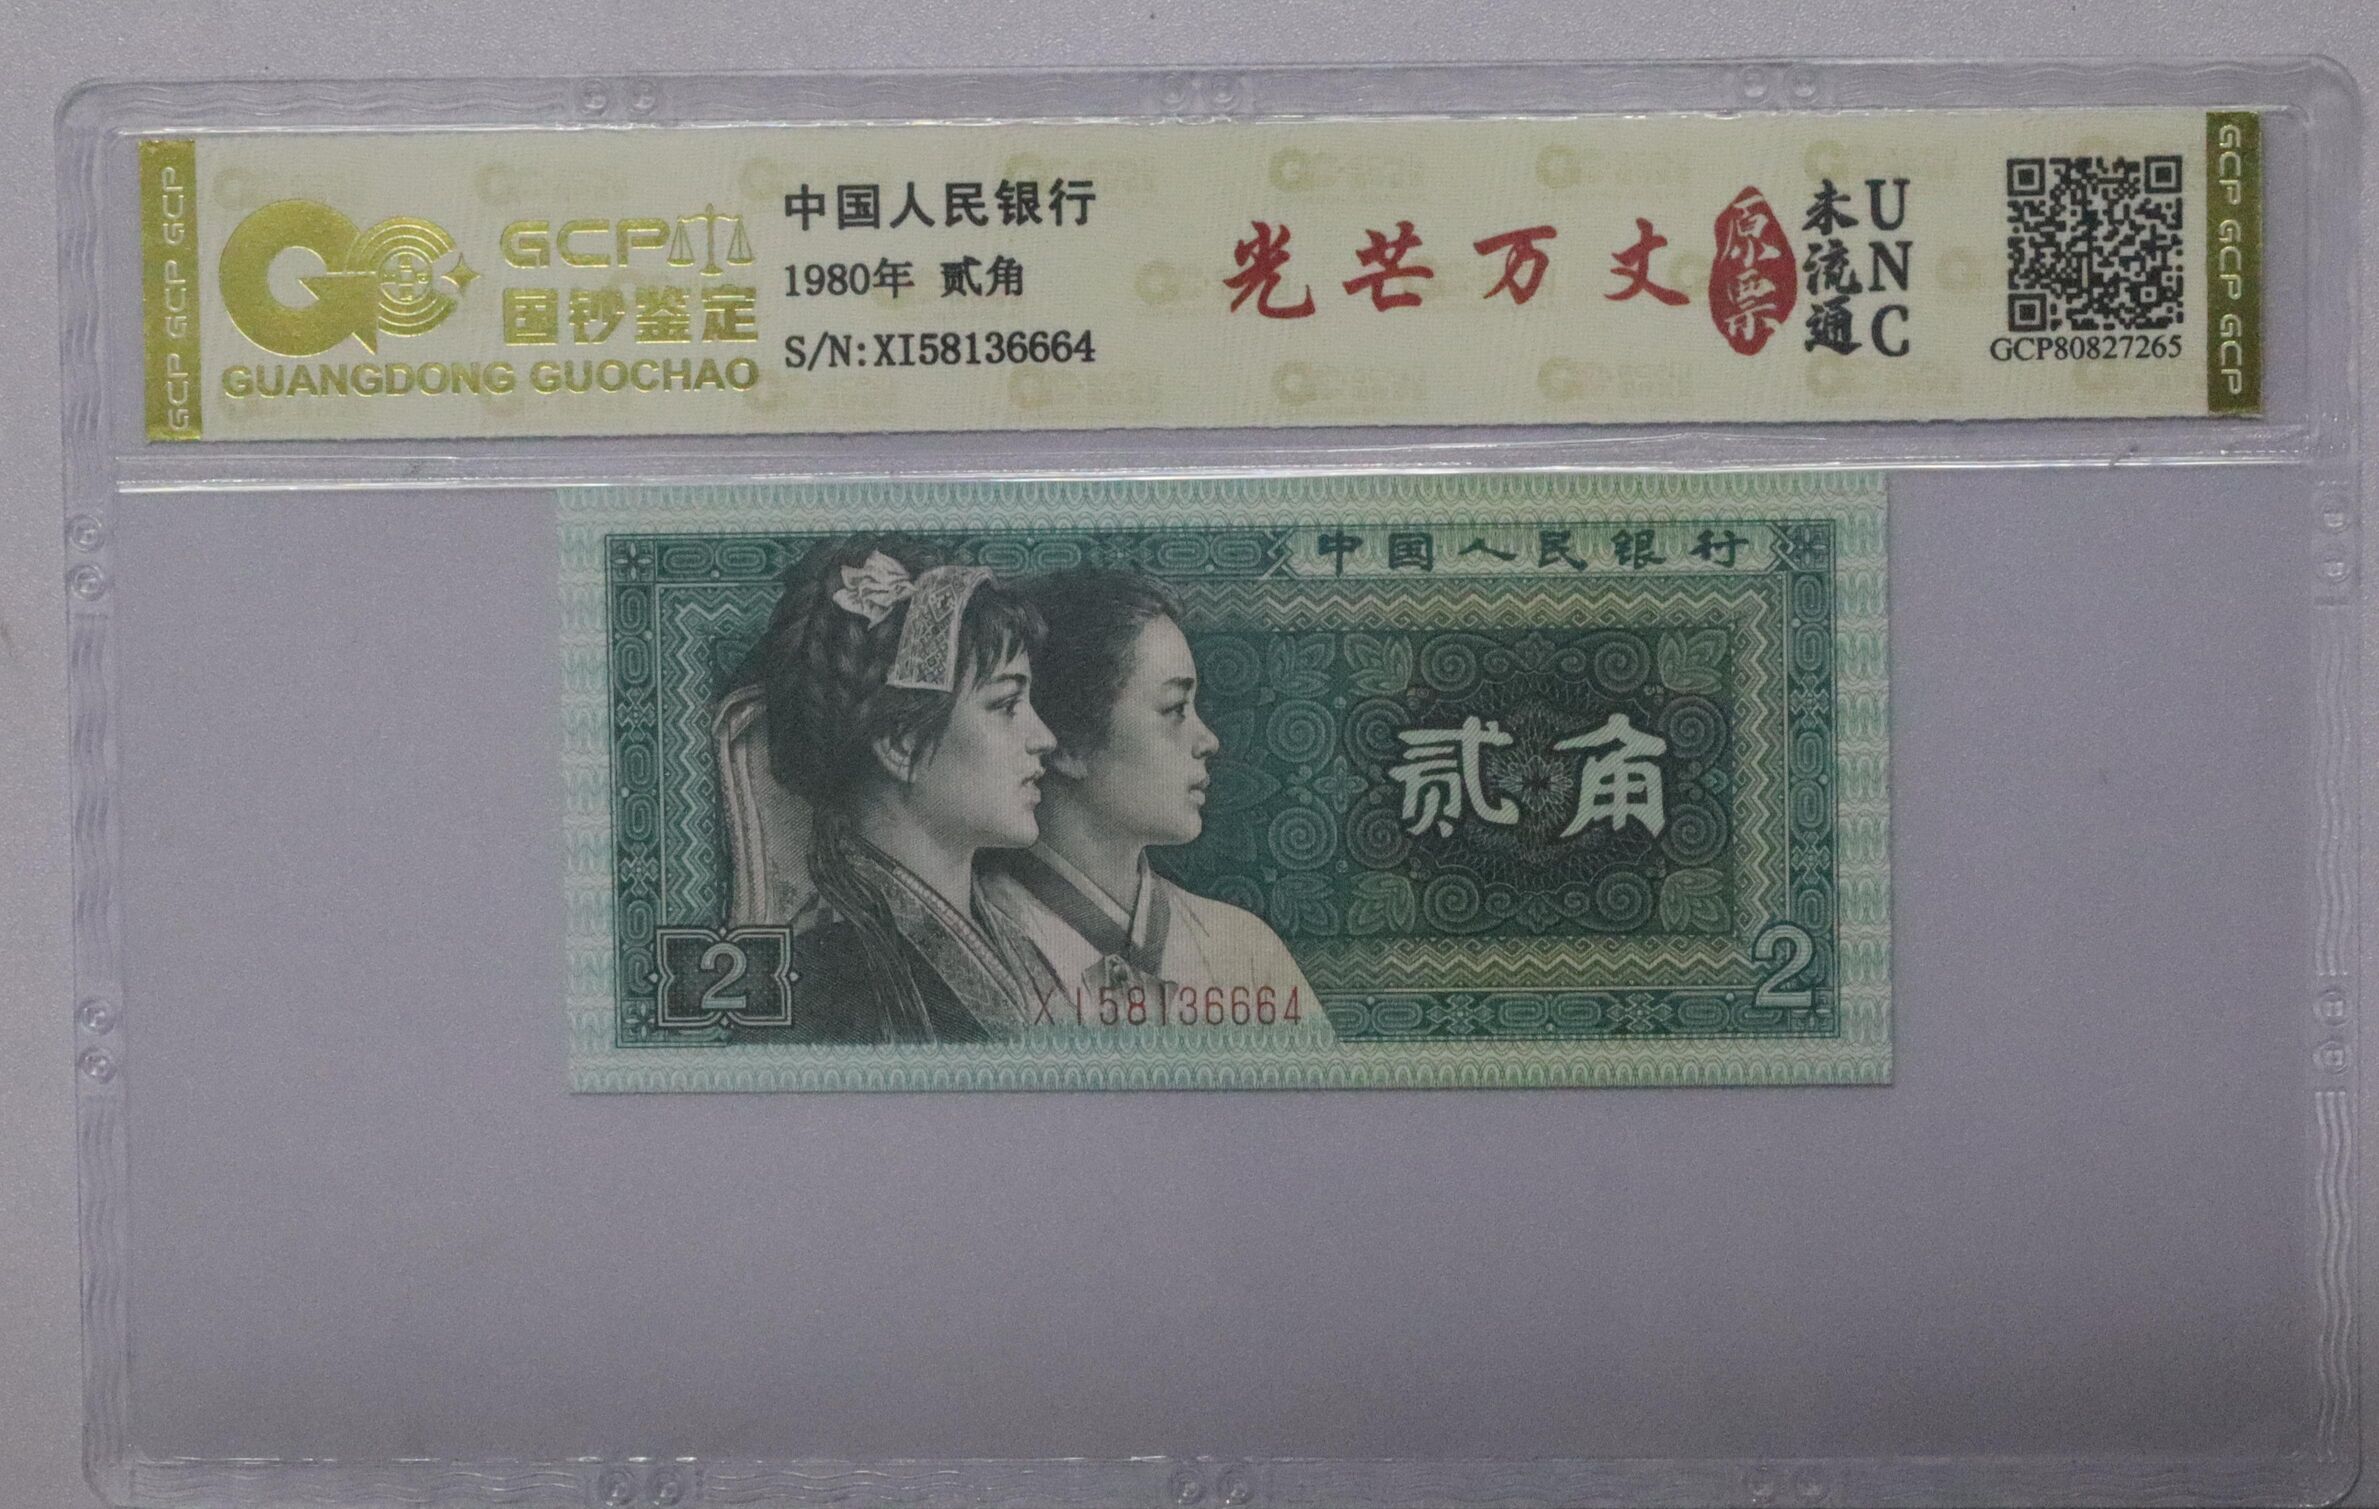 GCP GCP GCP
GCP
国钞鉴定
GUANGDONG GUOCHAO
中国人民银行
1980年 贰角
S/N:XI58136664
光芒万丈
原票
未流通
UNC
GCP80827265
GCP GCP GCP
中国人民银行
贰角
2
XI58136664
2